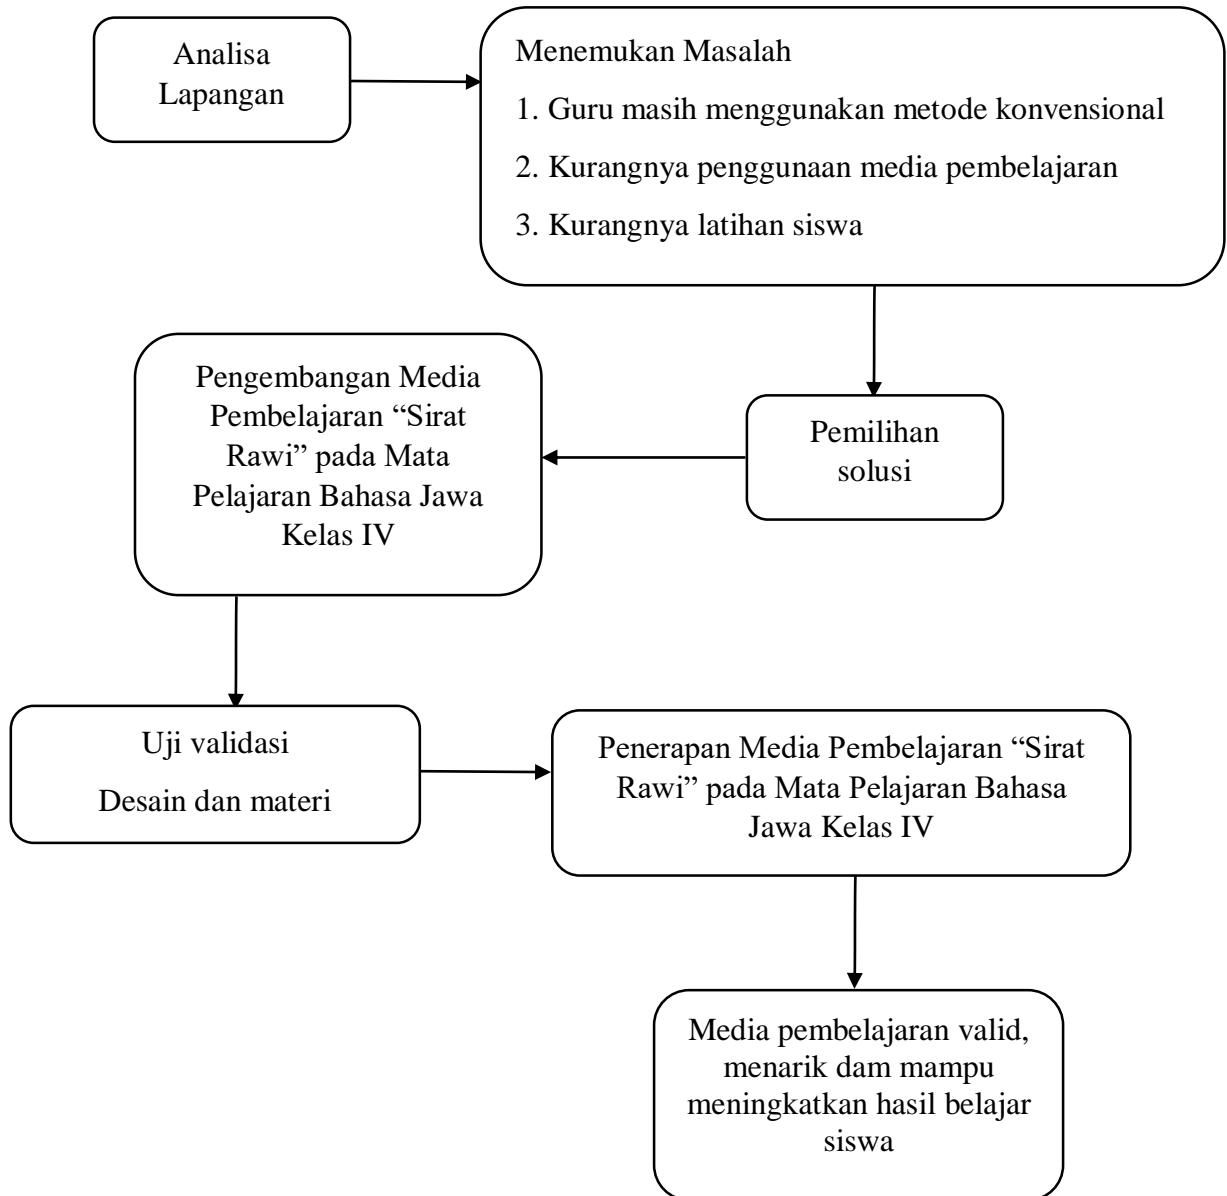 Analisa
Lapangan
Menemukan Masalah
1. Guru masih menggunakan metode konvensional
2. Kurangnya penggunaan media pembelajaran
3. Kurangnya latihan siswa
Pemilihan
solusi
Pengembangan Media
Pembelajaran “Sirat
Rawi” pada Mata
Pelajaran Bahasa Jawa
Kelas IV
Uji validasi
Desain dan materi
Penerapan Media Pembelajaran “Sirat
Rawi” pada Mata Pelajaran Bahasa
Jawa Kelas IV
Media pembelajaran valid,
menarik dam mampu
meningkatkan hasil belajar
siswa